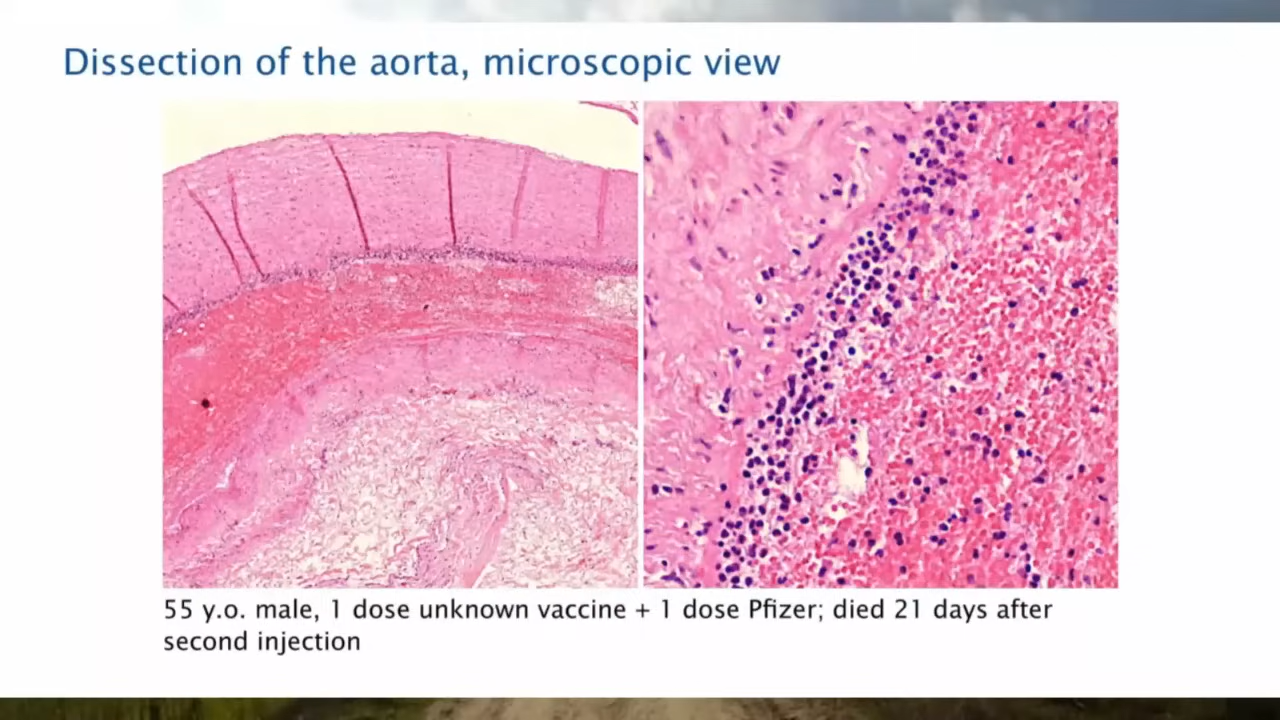 Dissection of the aorta, microscopic view
55 y.o. male, 1 dose unknown vaccine + 1 dose Pfizer; died 21 days after
second injection